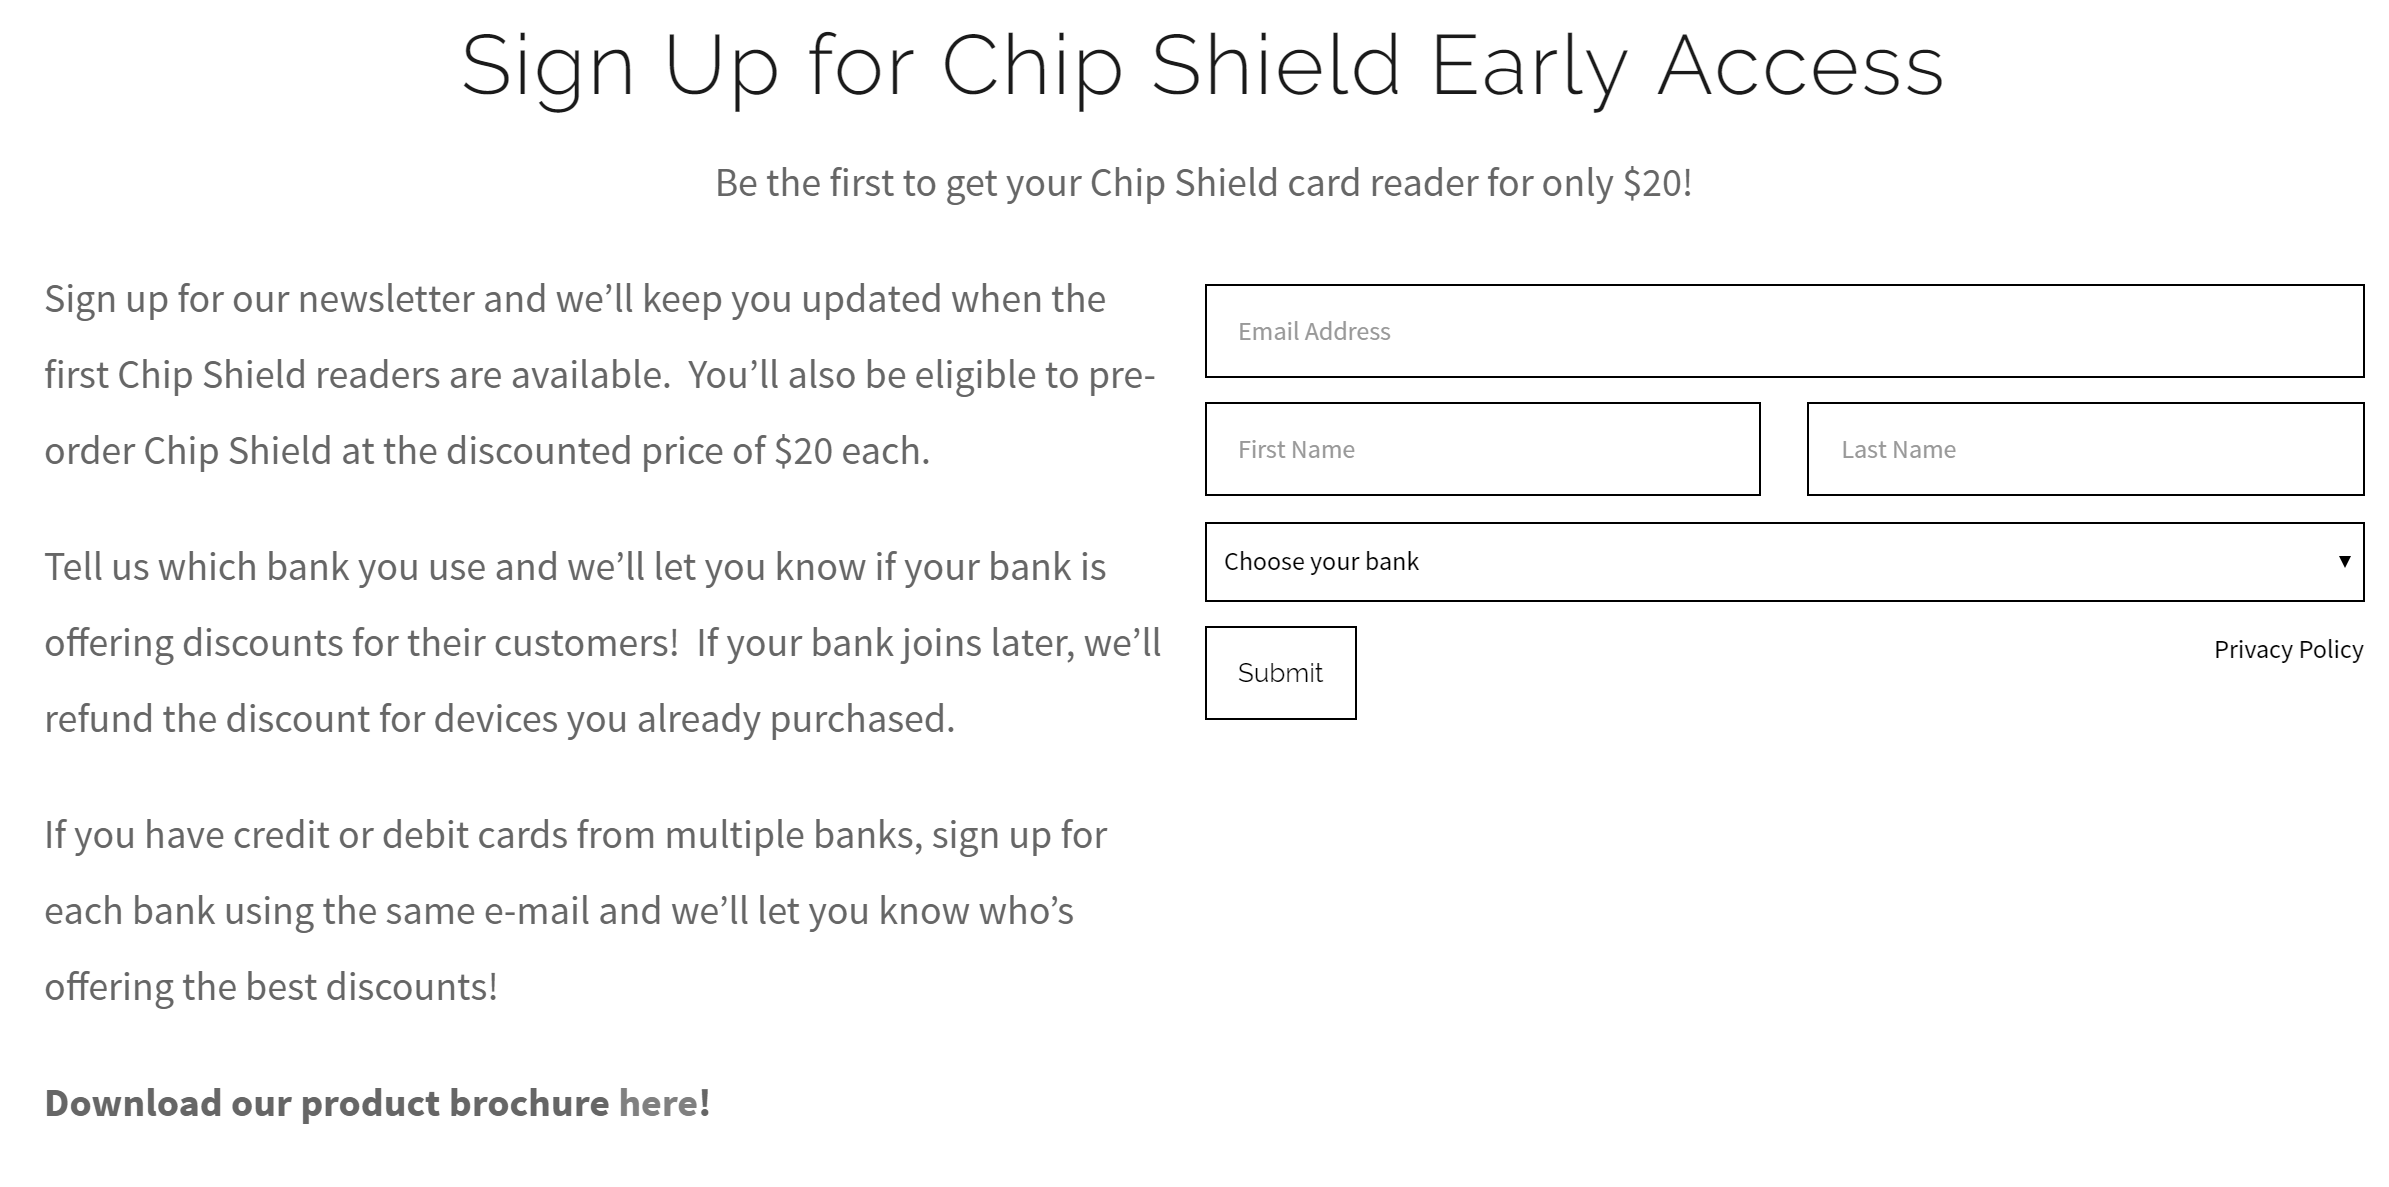 Sign Up for Chip Shield Early Access
Be the first to get your Chip Shield card reader for only $20!
Sign up for our newsletter and we’ll keep you updated when the
first Chip Shield readers are available.  You’ll also be eligible to pre-
order Chip Shield at the discounted price of $20 each.
Tell us which bank you use and we’ll let you know if your bank is
offering discounts for their customers!  If your bank joins later, we’ll
refund the discount for devices you already purchased.
If you have credit or debit cards from multiple banks, sign up for
each bank using the same e-mail and we’ll let you know who’s
offering the best discounts!
Download our product brochure here!
Email Address
First Name
Last Name
Choose your bank
Submit
Privacy Policy